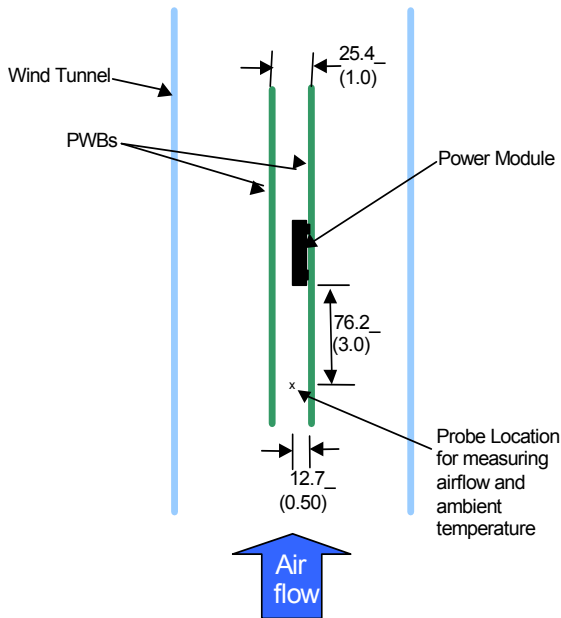 25.4_
(1.0)
Wind Tunnel
PWBs
Power Module
76.2_
(3.0)
x
Probe Location
for measuring
airflow and
ambient
temperature
12.7_
(0.50)
Air
flow